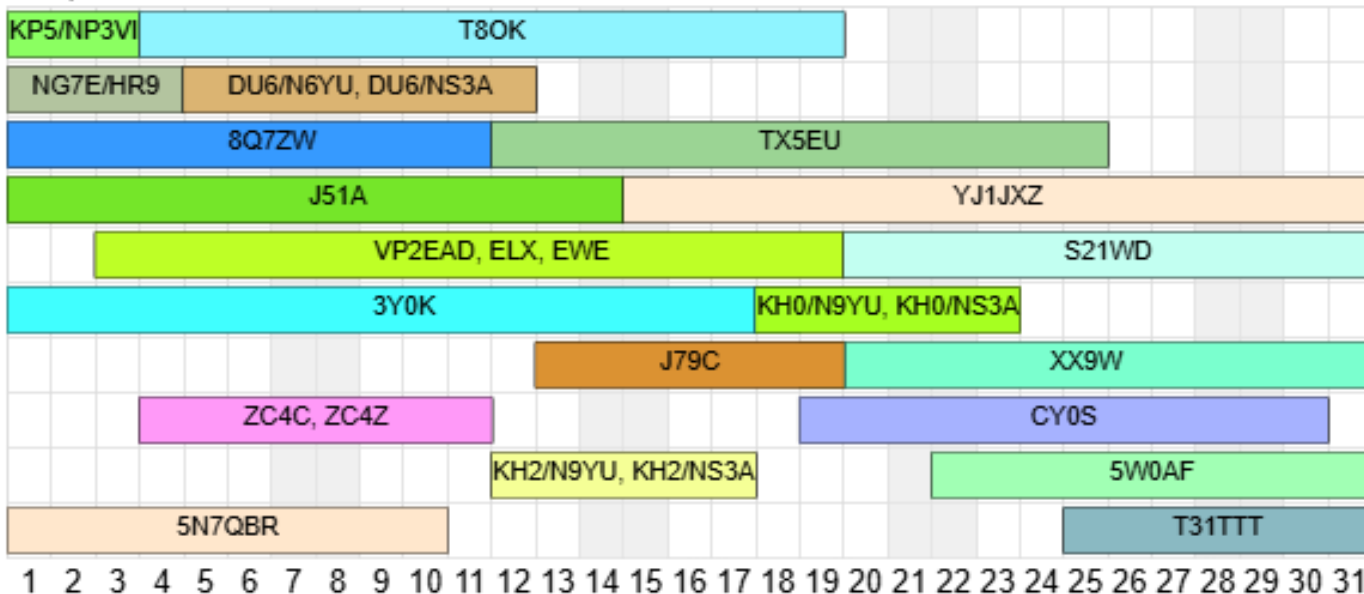 KP5/NP3VI T8OK
NG7E/HR9 DU6/N6YU, DU6/NS3A
8Q7ZW TX5EU
J51A YJ1JXZ
VP2EAD, ELX, EWE S21WD
3Y0K KH0/N9YU, KH0/NS3A
J79C XX9W
ZC4C, ZC4Z CY0S
KH2/N9YU, KH2/NS3A 5W0AF
5N7QBR T31TTT
1 2 3 4 5 6 7 8 9 10 11 12 13 14 15 16 17 18 19 20 21 22 23 24 25 26 27 28 29 30 31